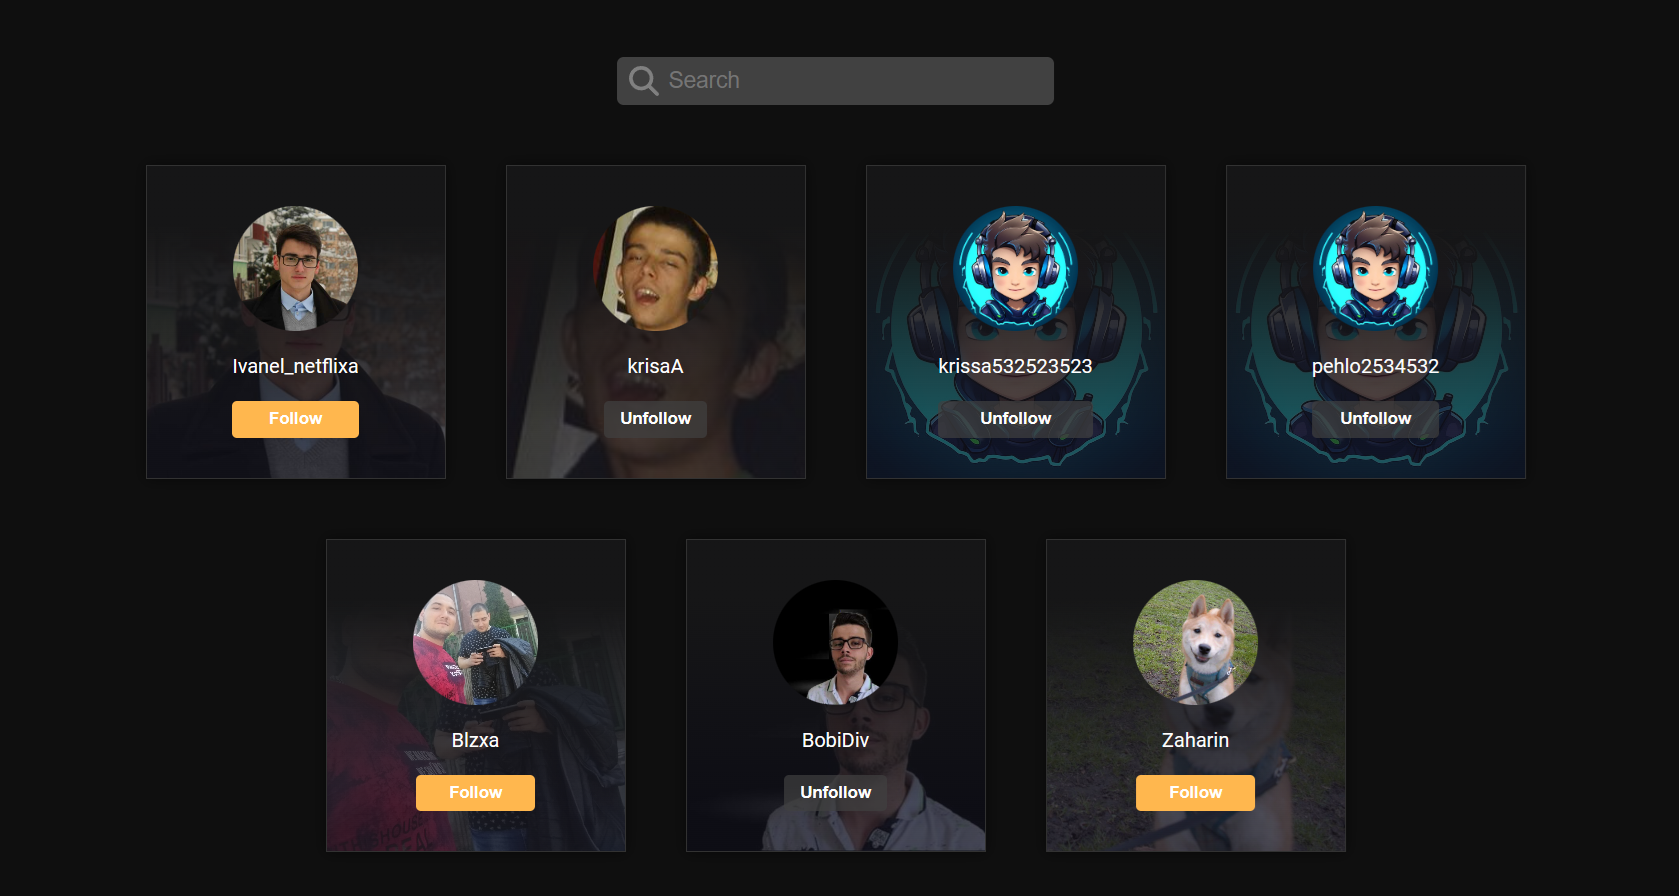 Search
Ivanel_netflixa
krisaA
krissa532523523
pehlo2534532
Follow
Unfollow
Unfollow
Unfollow
Blzxa
BobiDiv
Zaharin
Follow
Unfollow
Follow